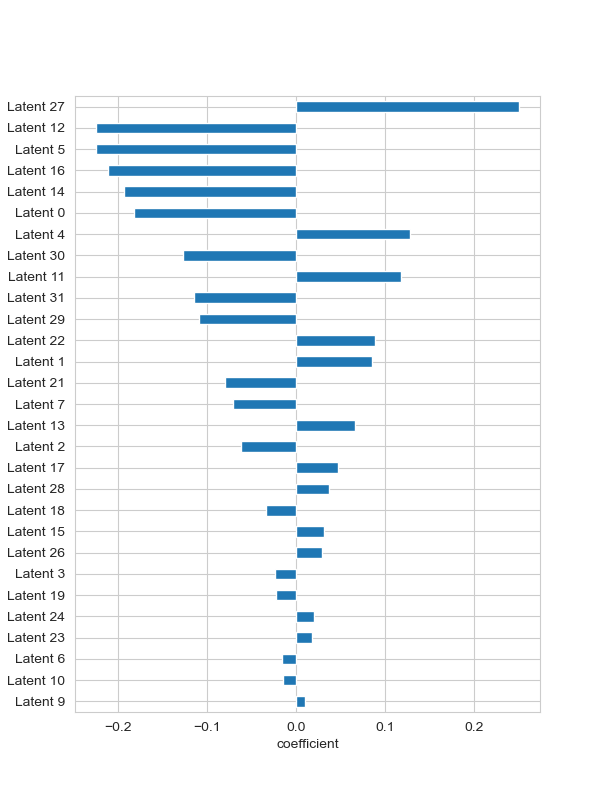 Latent 27
Latent 12
Latent 5
Latent 16
Latent 14
Latent 0
Latent 4
Latent 30
Latent 11
Latent 31
Latent 29
Latent 22
Latent 1
Latent 21
Latent 7
Latent 13
Latent 2
Latent 17
Latent 28
Latent 18
Latent 15
Latent 26
Latent 3
Latent 19
Latent 24
Latent 23
Latent 6
Latent 10
Latent 9
−0.2 −0.1 0.0 0.1 0.2
coefficient